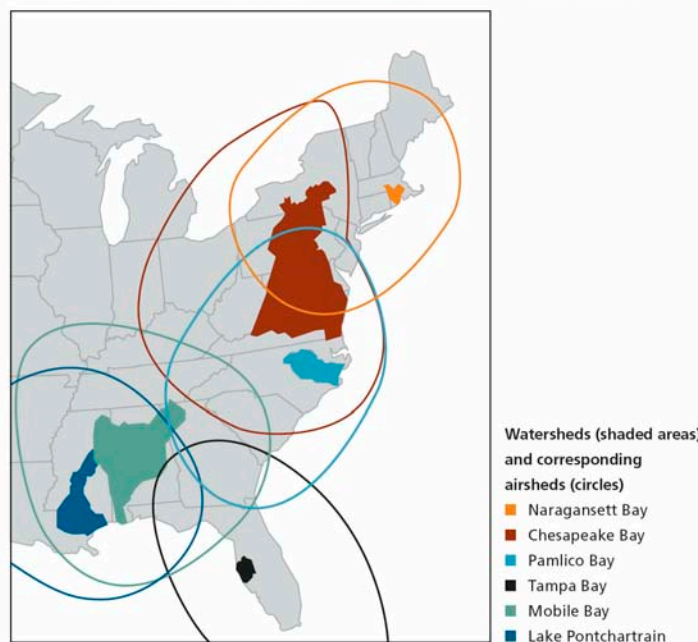 Watersheds (shaded areas)
and corresponding
airsheds (circles)
Naragansett Bay
Chesapeake Bay
Pamlico Bay
Tampa Bay
Mobile Bay
Lake Pontchartrain